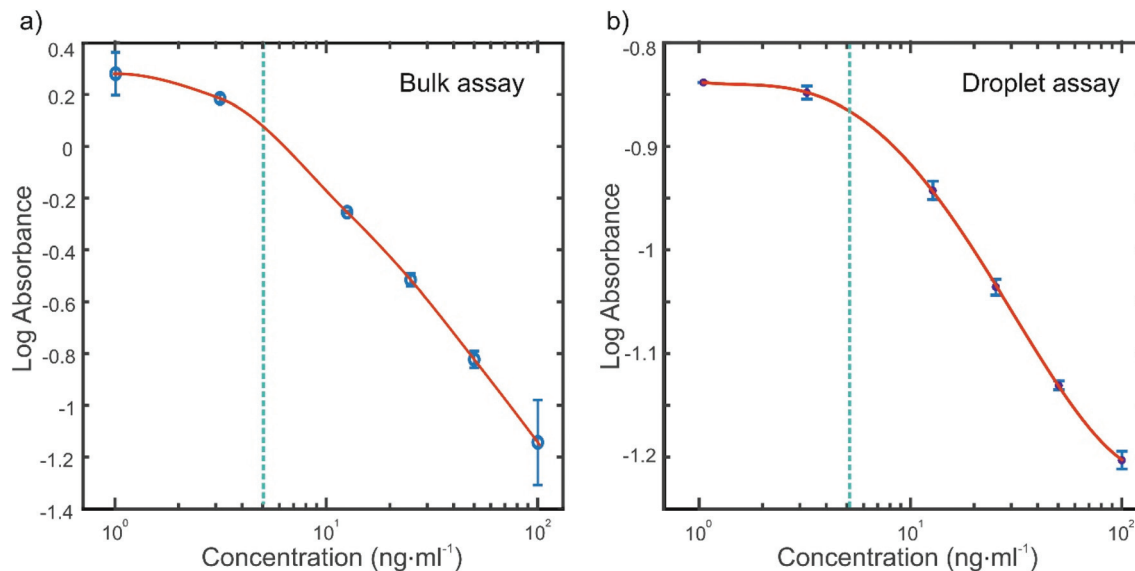 a)
Bulk assay
0.4
0.2
0
-0.2
-0.4
-0.6
-0.8
-1
-1.2
-1.4
Log Absorbance
10⁰
10¹
10²
Concentration (ng·ml⁻¹)
b)
Droplet assay
-0.8
-0.9
-1
-1.1
-1.2
Log Absorbance
10⁰
10¹
10²
Concentration (ng·ml⁻¹)